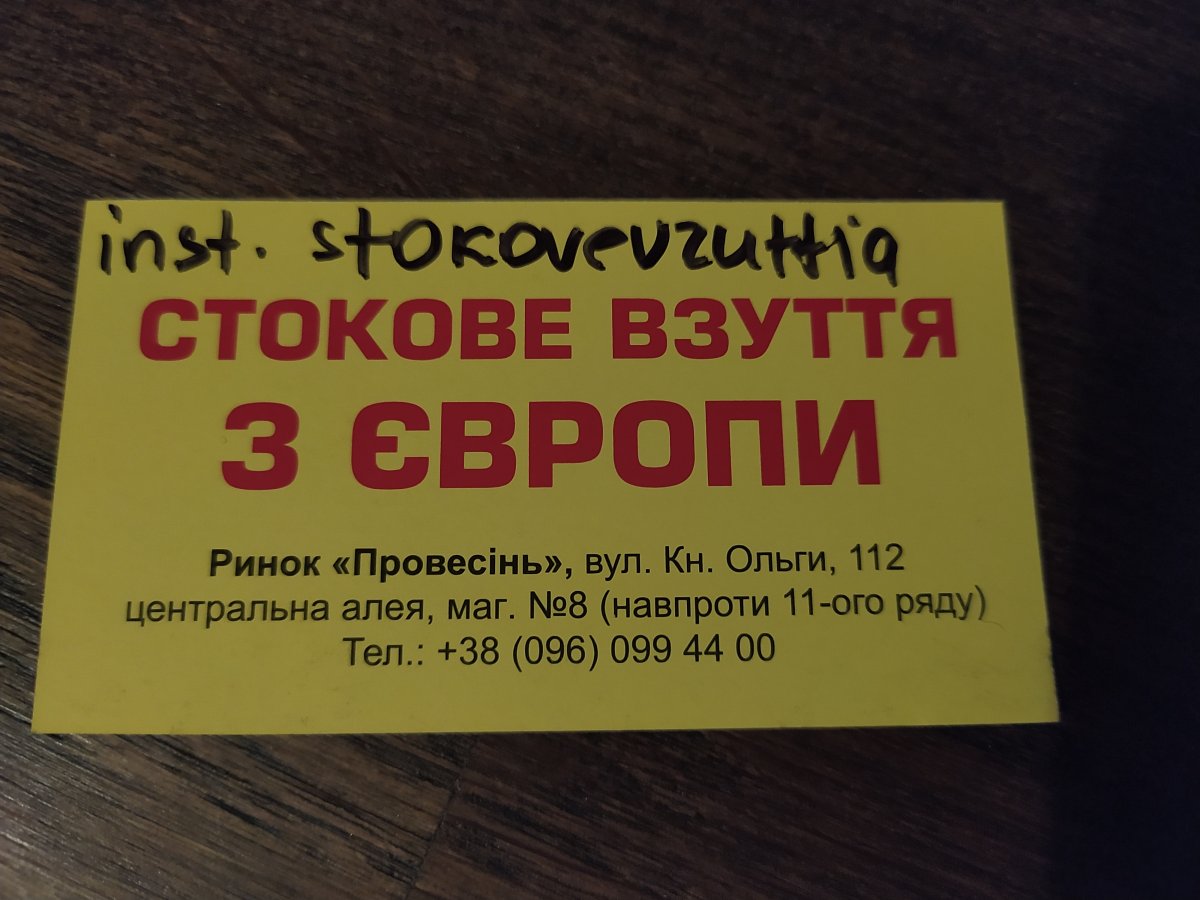 inst. stokovevzuttia
СТОКОВЕ ВЗУТТЯ
З ЄВРОПИ
Ринок «Провесінь», вул. Кн. Ольги, 112
центральна алея, маг. №8 (навпроти 11-ого ряду)
Тел.: +38 (096) 099 44 00